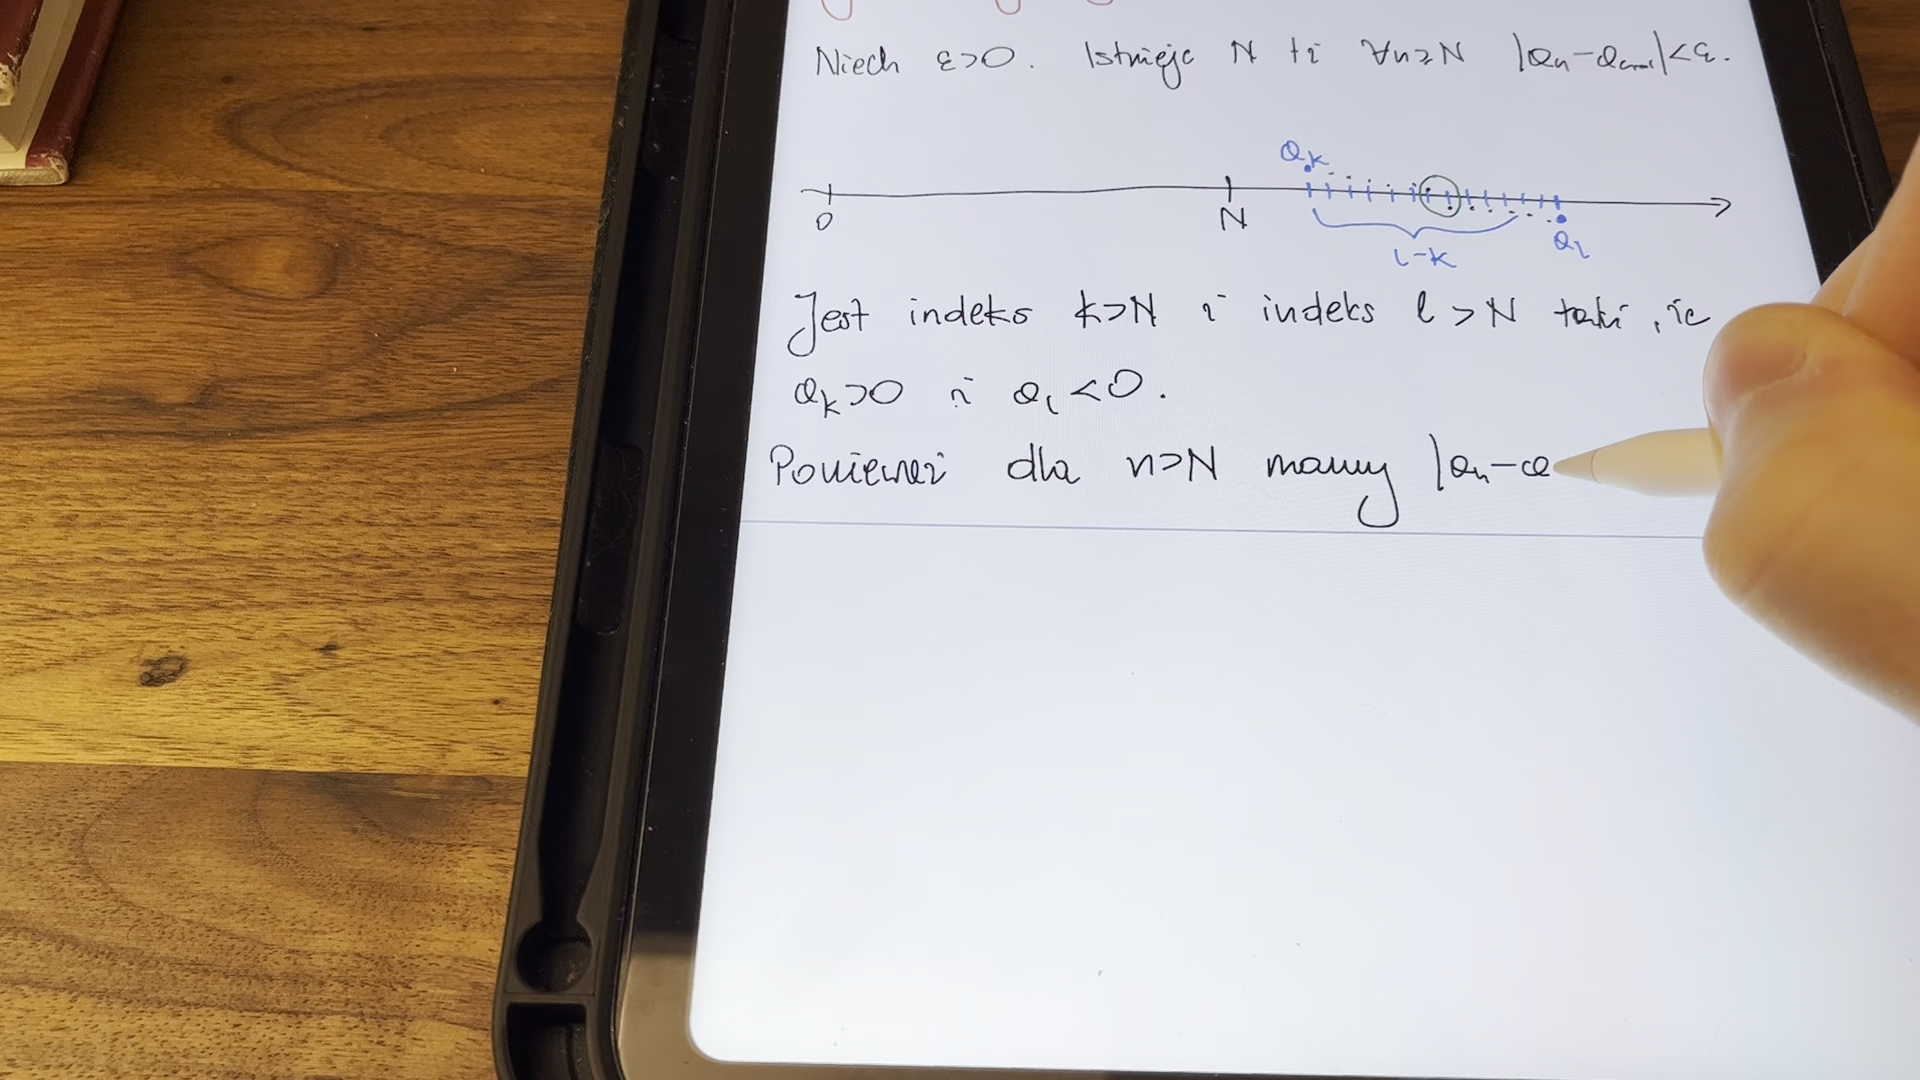 Niech ε>0. Istnieje N tż ∀n≥N |an-an+1|<ε.
ak
0 N
l-k al
Jest indeks k>N i indeks l>N taki, że
ak>0 i al<0.
Ponieważ dla n>N mamy |an-a